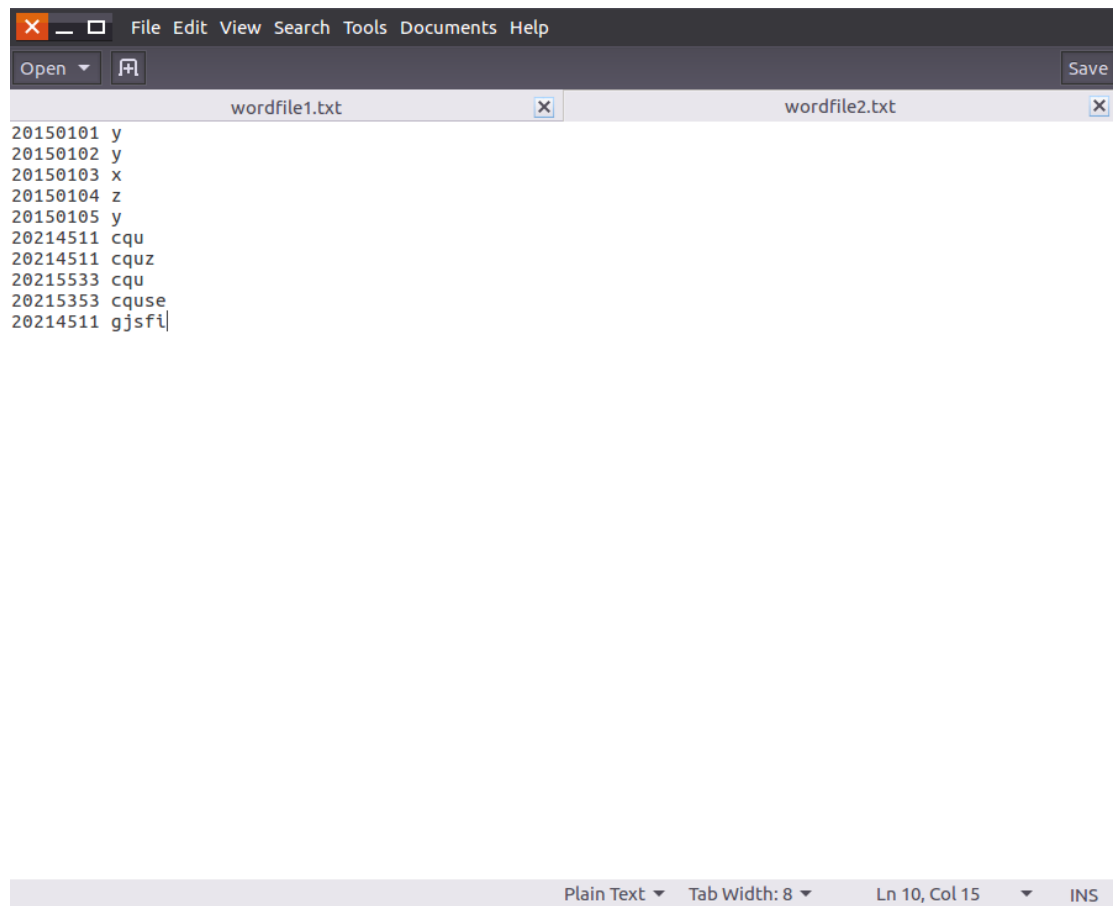 File Edit View Search Tools Documents Help
Open Save
wordfile1.txt wordfile2.txt
20150101 y
20150102 y
20150103 x
20150104 z
20150105 y
20214511 cqu
20214511 cquz
20215533 cqu
20215353 cquse
20214511 gjsfi
Plain Text Tab Width: 8 Ln 10, Col 15 INS